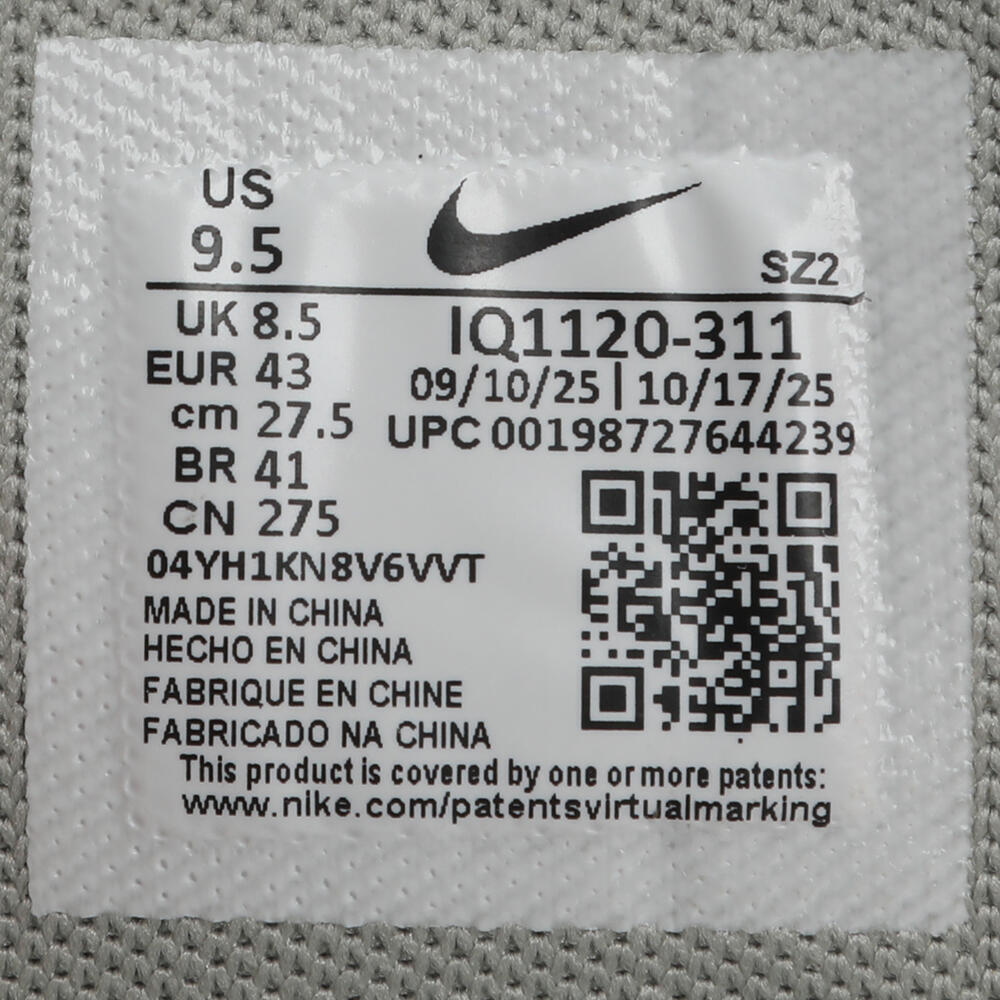 US
9.5
SZ2
UK 8.5
EUR 43
cm 27.5
BR 41
CN 275
IQ1120-311
09/10/25 | 10/17/25
UPC 00198727644239
04YH1KN8V6VVT
MADE IN CHINA
HECHO EN CHINA
FABRIQUE EN CHINE
FABRICADO NA CHINA
This product is covered by one or more patents:
www.nike.com/patentsvirtualmarking